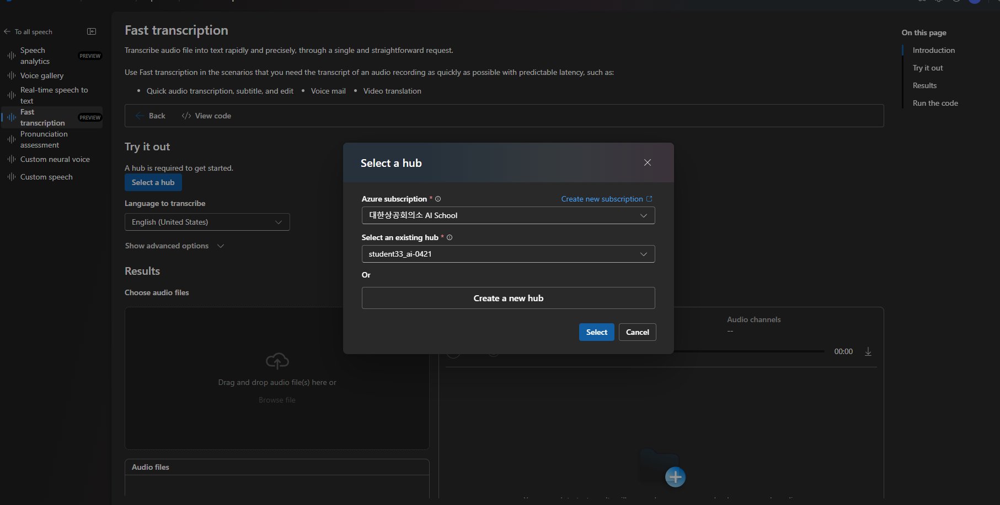 To all speech
Speech
analytics
PREVIEW
Voice gallery
Real-time speech to
text
Fast
transcription
PREVIEW
Pronunciation
assessment
Custom neural voice
Custom speech
Fast transcription
Transcribe audio file into text rapidly and precisely, through a single and straightforward request.
Use Fast transcription in the scenarios that you need the transcript of an audio recording as quickly as possible with predictable latency, such as:
• Quick audio transcription, subtitle, and edit • Voice mail • Video translation
Back </> View code
Try it out
A hub is required to get started.
Select a hub
Language to transcribe
English (United States)
Show advanced options
Results
Choose audio files
Drag and drop audio file(s) here or
Browse file
Audio files
Select a hub
Azure subscription *
Create new subscription
대한상공회의소 AI School
Select an existing hub *
student33_ai-0421
Or
Create a new hub
Select
Cancel
Audio channels
--
00:00
On this page
Introduction
Try it out
Results
Run the code